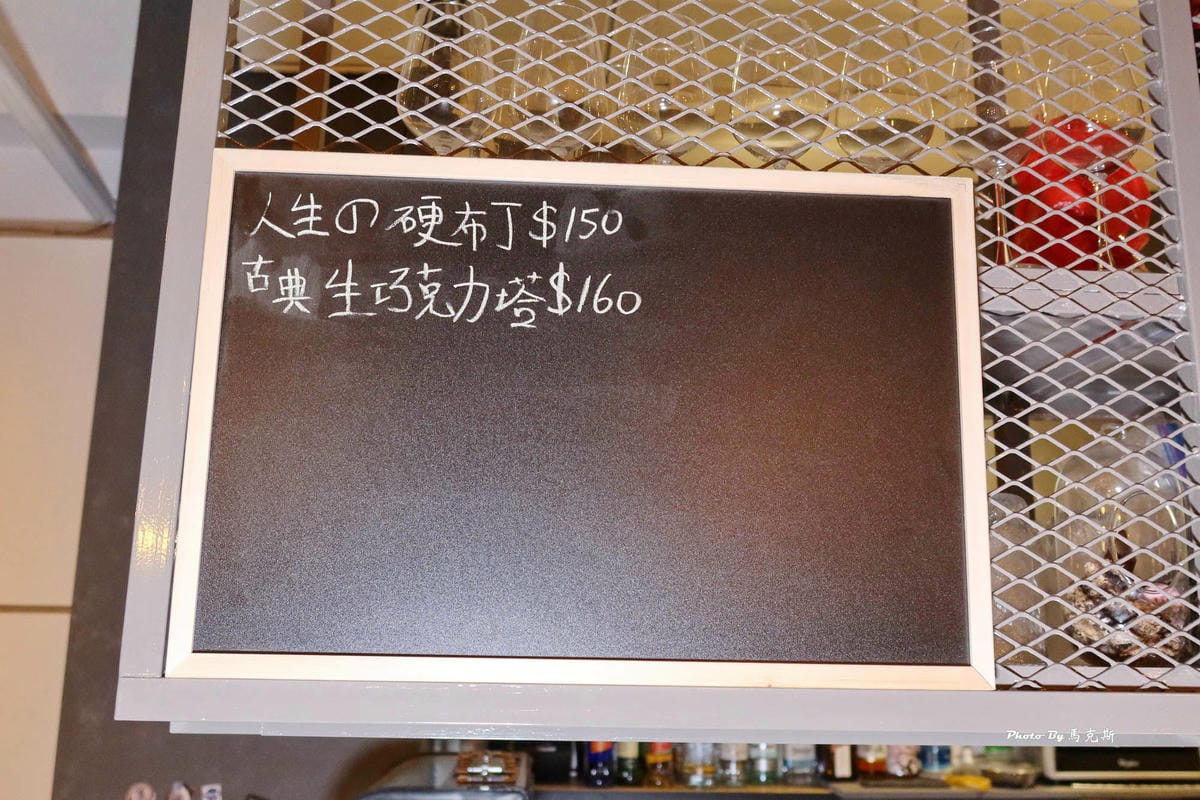 人生の硬布丁$150
古典生巧克力塔$160
Photo By 馬克斯